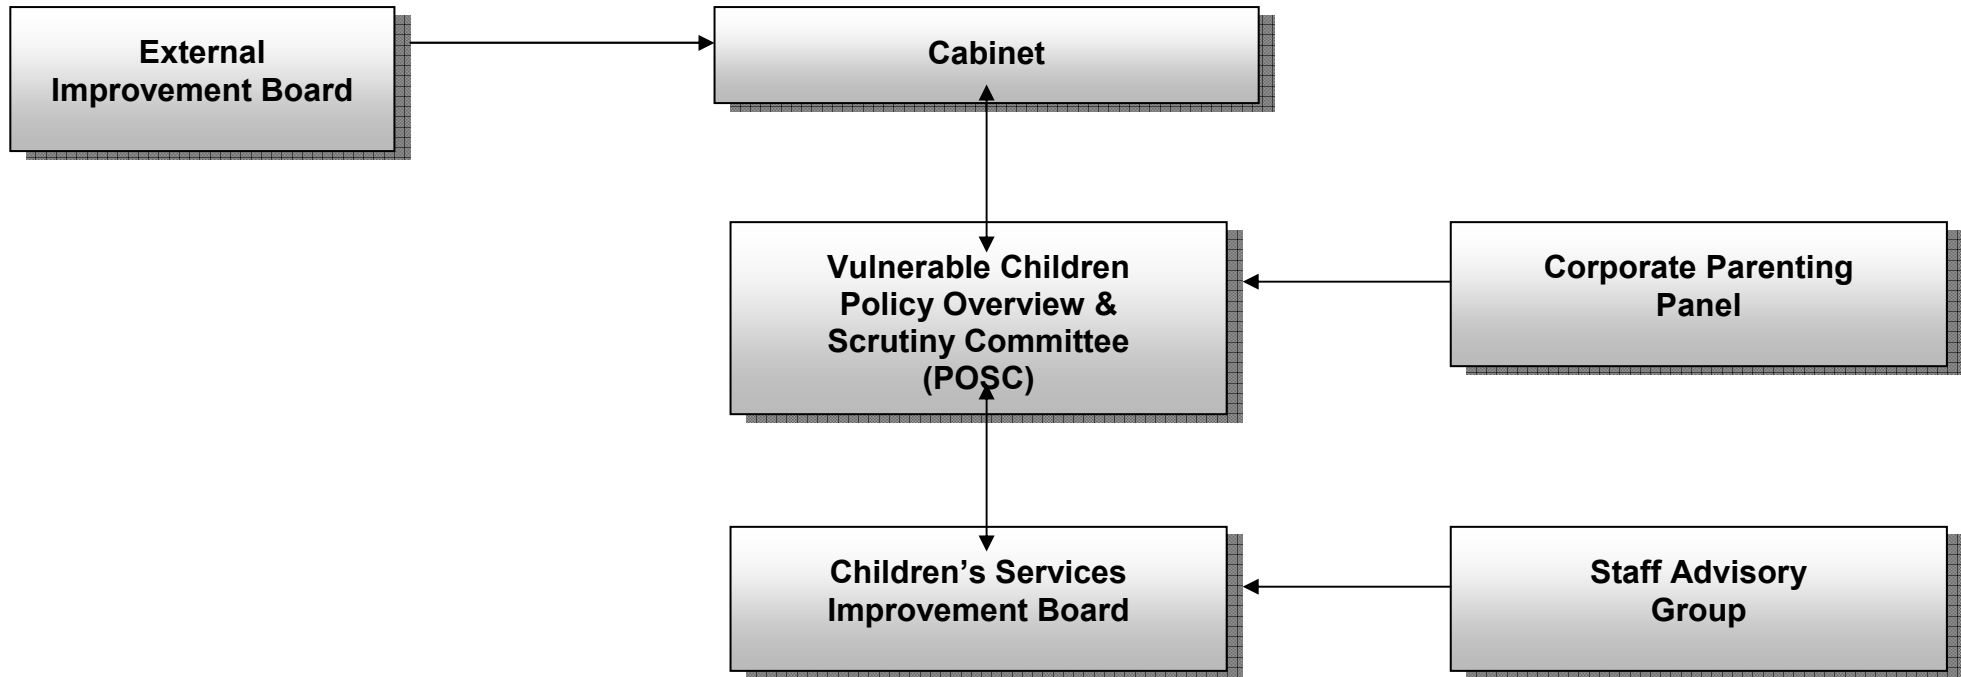 External
Improvement Board
Cabinet
Vulnerable Children
Policy Overview &
Scrutiny Committee
(POSC)
Corporate Parenting
Panel
Children’s Services
Improvement Board
Staff Advisory
Group